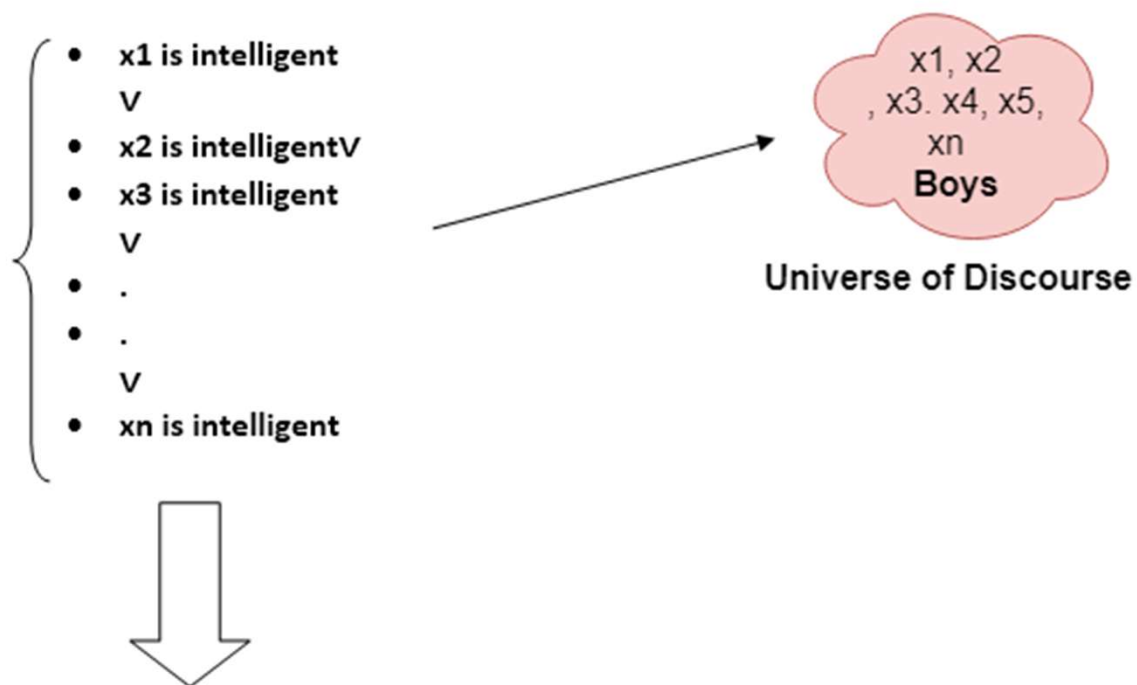 • x1 is intelligent
V
• x2 is intelligentV
• x3 is intelligent
V
• .
• .
V
• xn is intelligent
x1, x2
, x3. x4, x5,
xn
Boys
Universe of Discourse